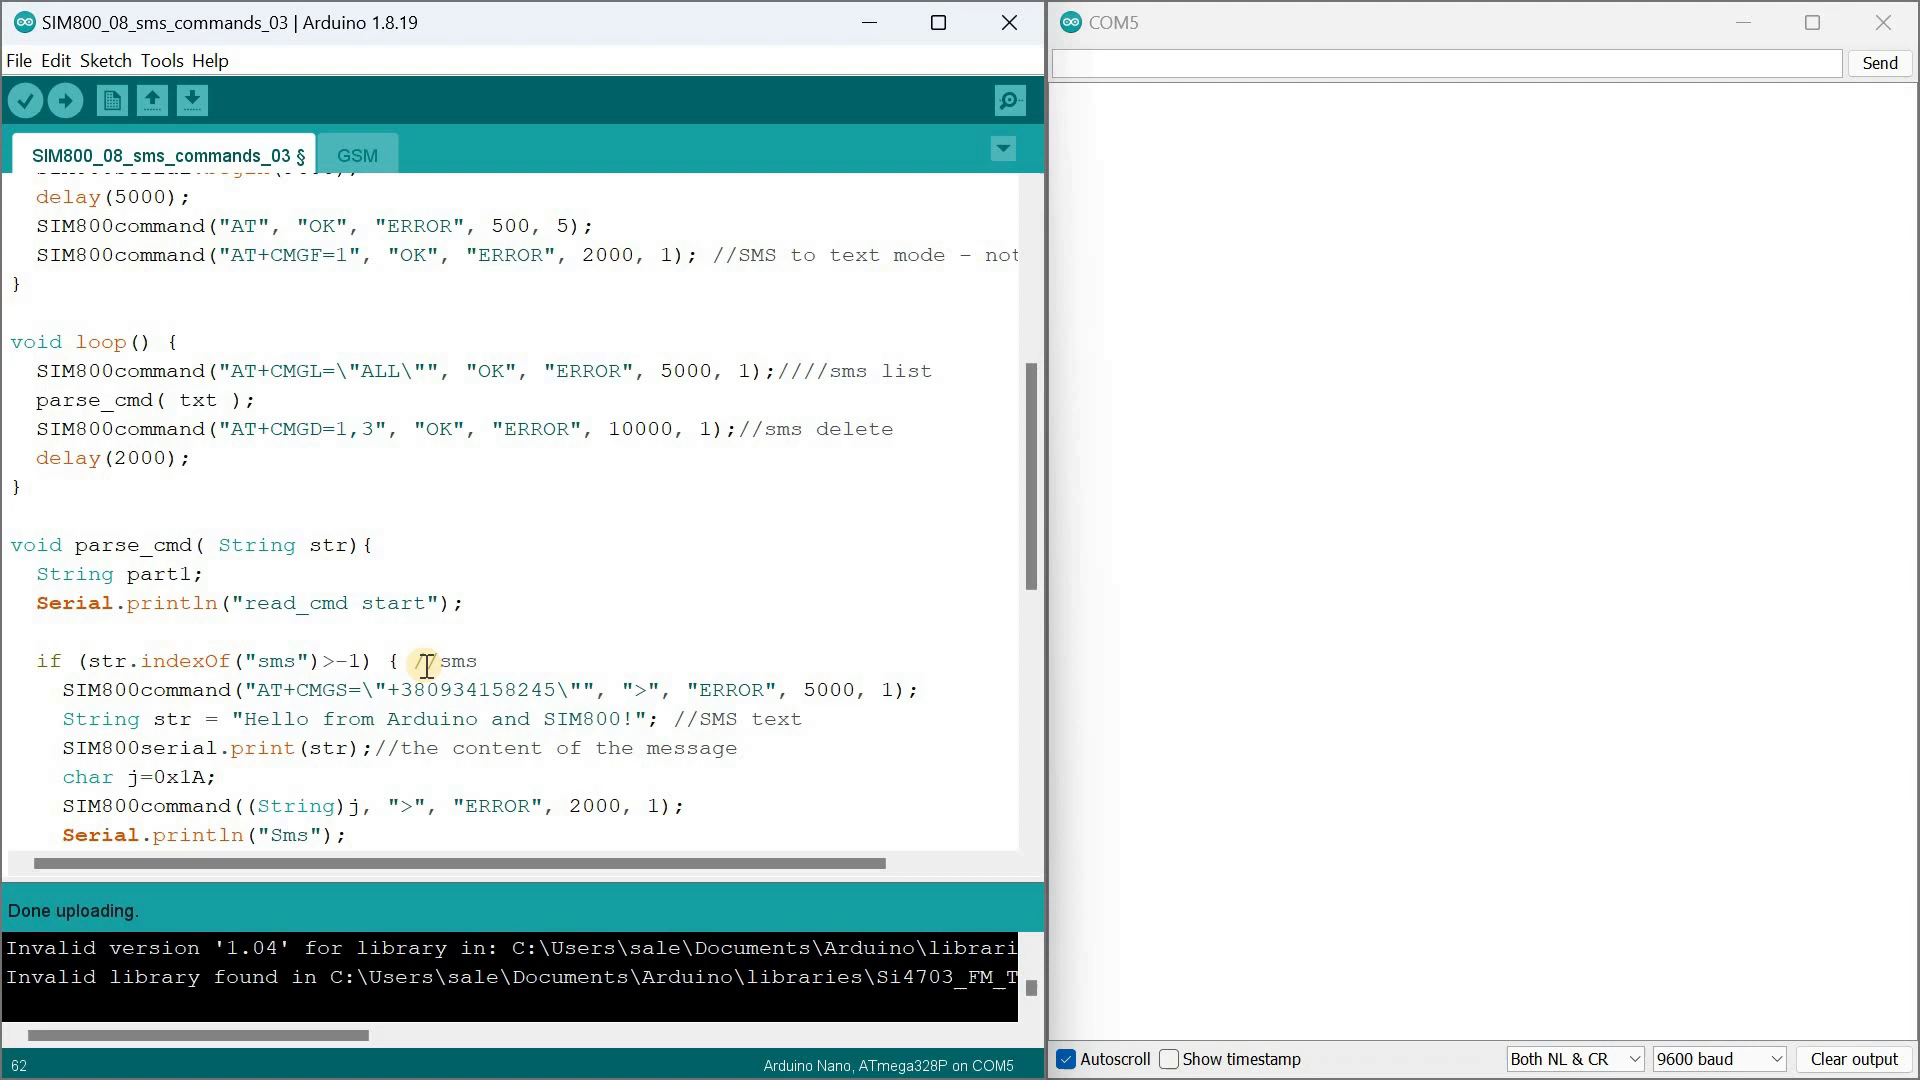 SIM800_08_sms_commands_03 | Arduino 1.8.19
File Edit Sketch Tools Help
SIM800_08_sms_commands_03 §
GSM
delay(5000);
SIM800command("AT", "OK", "ERROR", 500, 5);
SIM800command("AT+CMGF=1", "OK", "ERROR", 2000, 1); //SMS to text mode - not
}
void loop() {
SIM800command("AT+CMGL=\"ALL\"", "OK", "ERROR", 5000, 1);////sms list
parse_cmd( txt );
SIM800command("AT+CMGD=1,3", "OK", "ERROR", 10000, 1);//sms delete
delay(2000);
}
void parse_cmd( String str){
String part1;
Serial.println("read_cmd start");
if (str.indexOf("sms")>-1) { //sms
SIM800command("AT+CMGS=\"+380934158245\"", ">", "ERROR", 5000, 1);
String str = "Hello from Arduino and SIM800!"; //SMS text
SIM800serial.print(str);//the content of the message
char j=0x1A;
SIM800command((String)j, ">", "ERROR", 2000, 1);
Serial.println("Sms");
Done uploading.
Invalid version '1.04' for library in: C:\Users\sale\Documents\Arduino\librari
Invalid library found in C:\Users\sale\Documents\Arduino\libraries\Si4703_FM_T
62
Arduino Nano, ATmega328P on COM5
COM5
Send
Autoscroll
Show timestamp
Both NL & CR
9600 baud
Clear output